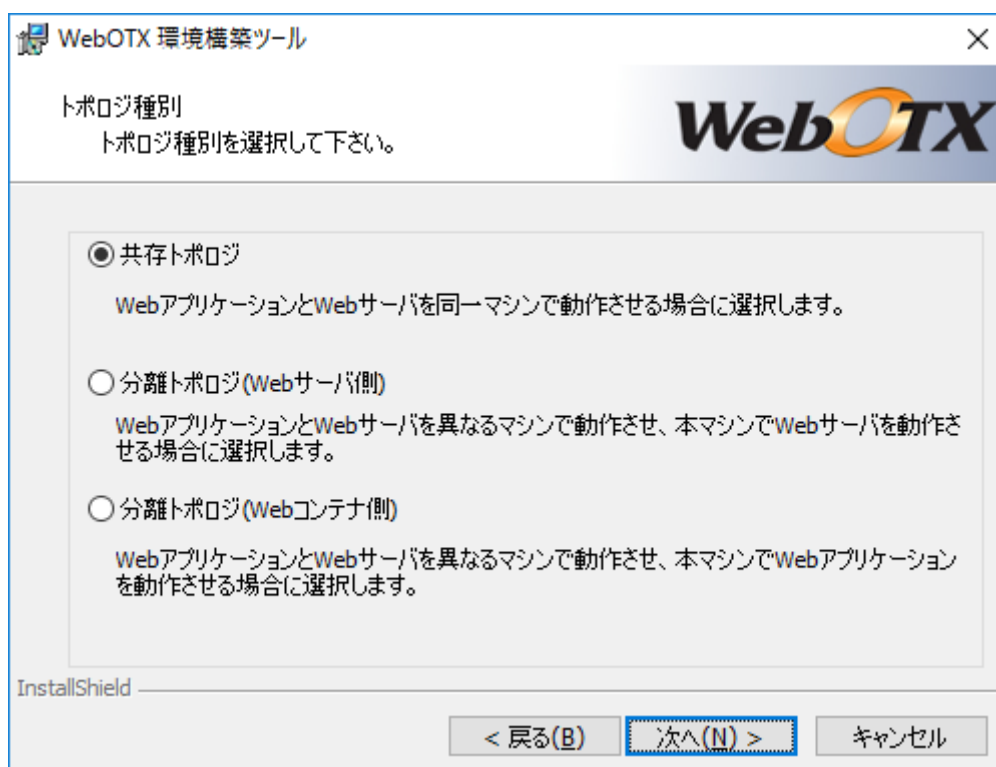 WebOTX 環境構築ツール
トポロジ種別
トポロジ種別を選択して下さい。
WebOTX
共存トポロジ
WebアプリケーションとWebサーバを同一マシンで動作させる場合に選択します。
分離トポロジ(Webサーバ側)
WebアプリケーションとWebサーバを異なるマシンで動作させ、本マシンでWebサーバを動作さ
せる場合に選択します。
分離トポロジ(Webコンテナ側)
WebアプリケーションとWebサーバを異なるマシンで動作させ、本マシンでWebアプリケーション
を動作させる場合に選択します。
InstallShield
< 戻る(B)
次へ(N) >
キャンセル